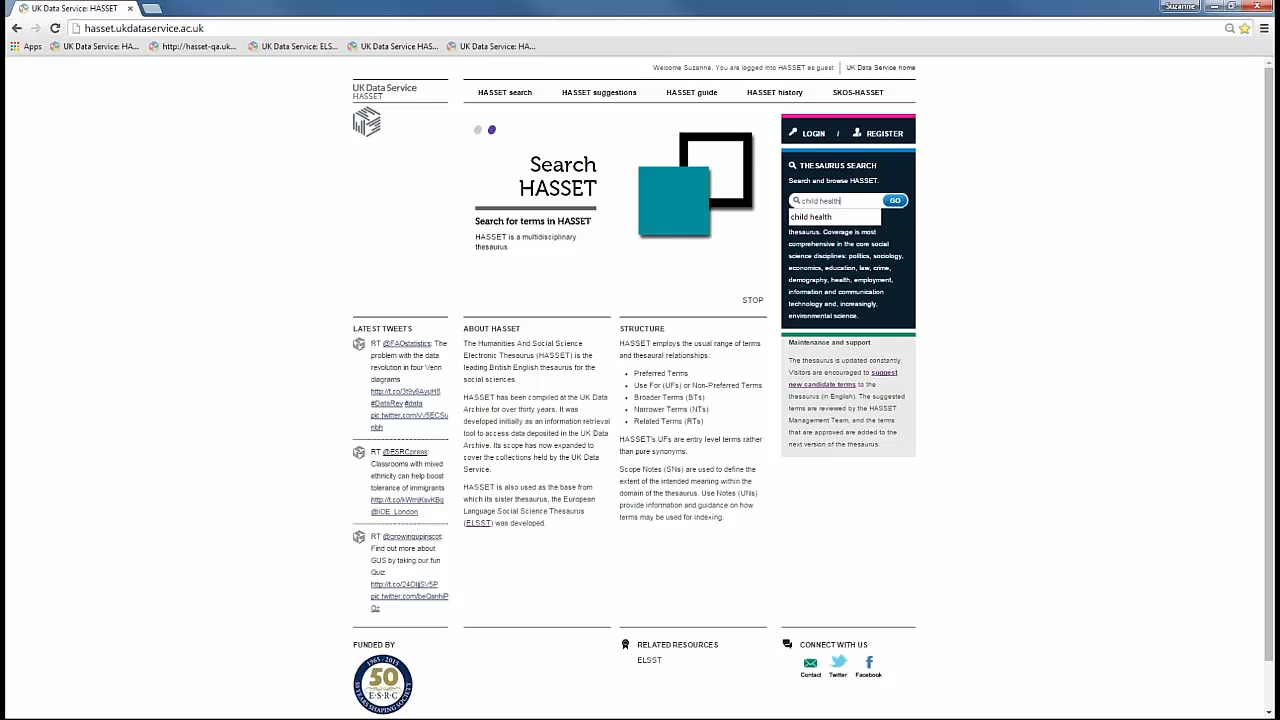 UK Data Service: HASSET
Suzanne
hasset.ukdataservice.ac.uk
Apps
UK Data Service: HA...
http://hasset-qa.uk...
UK Data Service: ELS...
UK Data Service HAS...
UK Data Service: HA...
Welcome Suzanne. You are logged into HASSET as guest
UK Data Service home
UK Data Service
HASSET
HASSET search
HASSET suggestions
HASSET guide
HASSET history
SKOS-HASSET
Search
HASSET
Search for terms in HASSET
HASSET is a multidisciplinary
thesaurus.
STOP
LOGIN / REGISTER
THESAURUS SEARCH
Search and browse HASSET.
child health
GO
child health
thesaurus. Coverage is most
comprehensive in the core social
science disciplines: politics, sociology,
economics, education, law, crime,
demography, health, employment,
information and communication
technology and, increasingly,
environmental science.
Maintenance and support
The thesaurus is updated constantly.
Visitors are encouraged to suggest
new candidate terms to the
thesaurus (in English). The suggested
terms are reviewed by the HASSET
Management Team, and the terms
that are approved are added to the
next version of the thesaurus.
LATEST TWEETS
RT @FAOstatistics: The
problem with the data
revolution in four Venn
diagrams
#DataRev #data
RT @ESRCpress:
Classrooms with mixed
ethnicity can help boost
tolerance of immigrants
@IOE_London
RT @growingupinscot:
Find out more about
GUS by taking our fun
Quiz
Qz
ABOUT HASSET
The Humanities And Social Science
Electronic Thesaurus (HASSET) is the
leading British English thesaurus for the
social sciences.
HASSET has been compiled at the UK Data
Archive for over thirty years. It was
developed initially as an information retrieval
tool to access data deposited in the UK Data
Archive. Its scope has now expanded to
cover the collections held by the UK Data
Service.
HASSET is also used as the base from
which its sister thesaurus, the European
Language Social Science Thesaurus
(ELSST) was developed.
STRUCTURE
HASSET employs the usual range of terms
and thesaural relationships:
Preferred Terms
Use For (UFs) or Non-Preferred Terms
Broader Terms (BTs)
Narrower Terms (NTs)
Related Terms (RTs)
HASSET's UFs are entry level terms rather
than pure synonyms.
Scope Notes (SNs) are used to define the
extent of the intended meaning within the
domain of the thesaurus. Use Notes (UNs)
provide information and guidance on how
terms may be used for indexing.
FUNDED BY
1965 - 2015
50
E·S·R·C
50 YEARS SHAPING SOCIETY
RELATED RESOURCES
ELSST
CONNECT WITH US
Contact
Twitter
Facebook